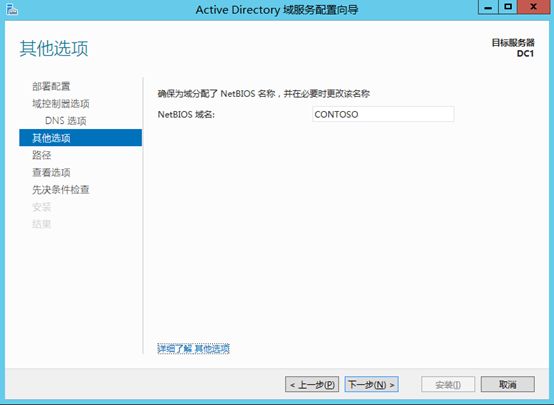 Active Directory 域服务配置向导
其他选项
目标服务器
DC1
部署配置
域控制器选项
DNS 选项
其他选项
路径
查看选项
先决条件检查
安装
结果
确保为域分配了 NetBIOS 名称，并在必要时更改该名称
NetBIOS 域名:
CONTOSO
详细了解 其他选项
< 上一步(P)
下一步(N) >
安装(I)
取消